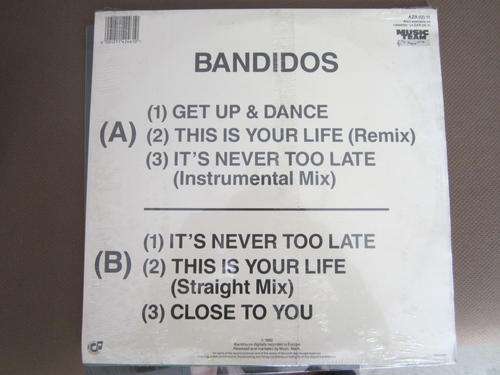 MUSIC
TEAM
BANDIDOS
(A)
(1) GET UP & DANCE
(2) THIS IS YOUR LIFE (Remix)
(3) IT'S NEVER TOO LATE
(Instrumental Mix)
(B)
(1) IT'S NEVER TOO LATE
(2) THIS IS YOUR LIFE
(Straight Mix)
(3) CLOSE TO YOU